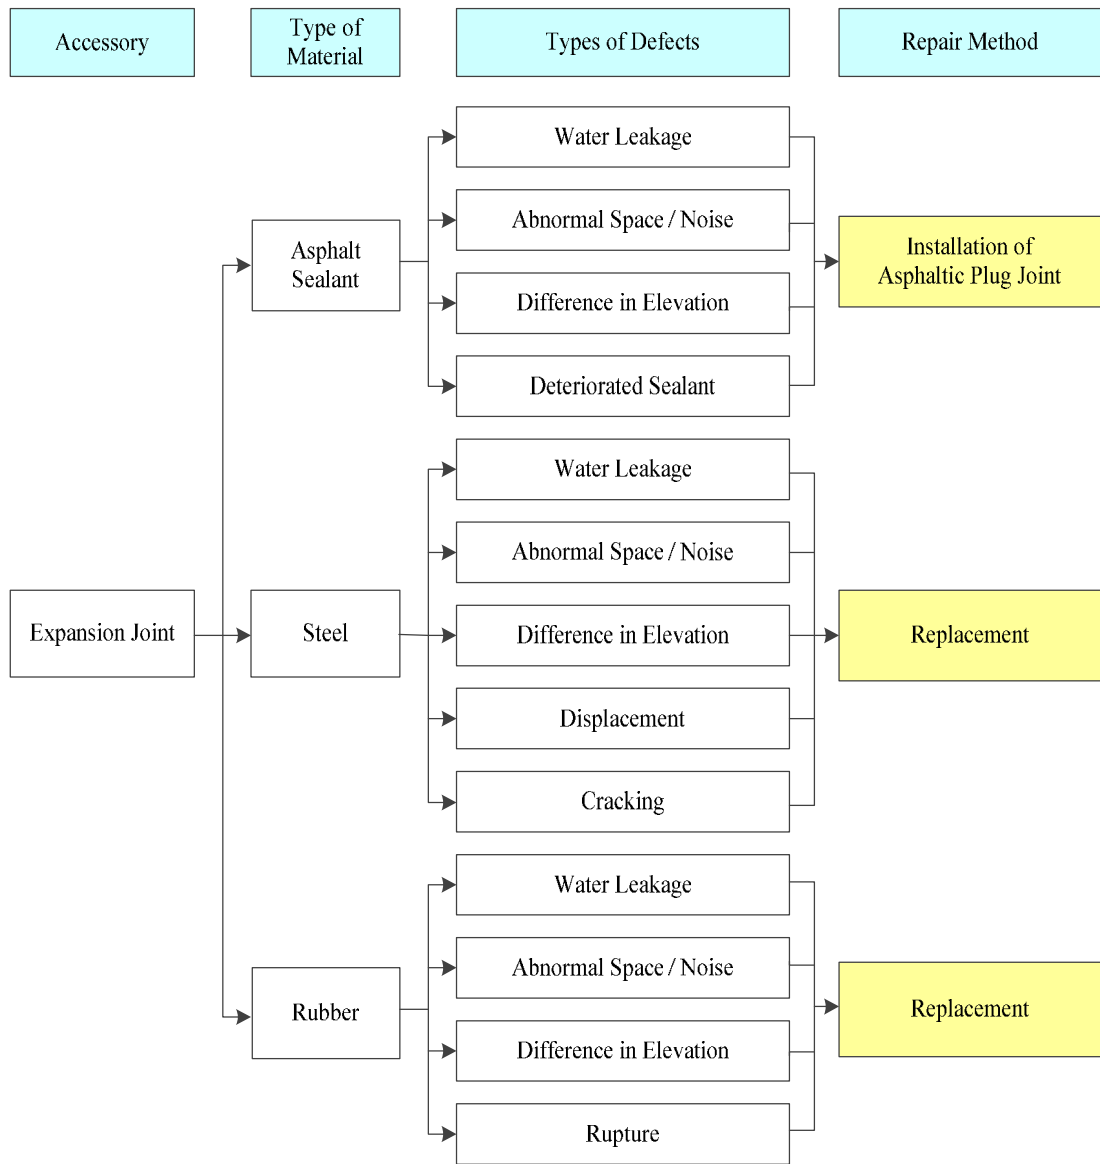 Accessory
Type of
Material
Types of Defects
Repair Method
Water Leakage
Abnormal Space / Noise
Asphalt
Sealant
Installation of
Asphaltic Plug Joint
Difference in Elevation
Deteriorated Sealant
Water Leakage
Abnormal Space / Noise
Expansion Joint
Steel
Difference in Elevation
Replacement
Displacement
Cracking
Water Leakage
Abnormal Space / Noise
Rubber
Replacement
Difference in Elevation
Rupture